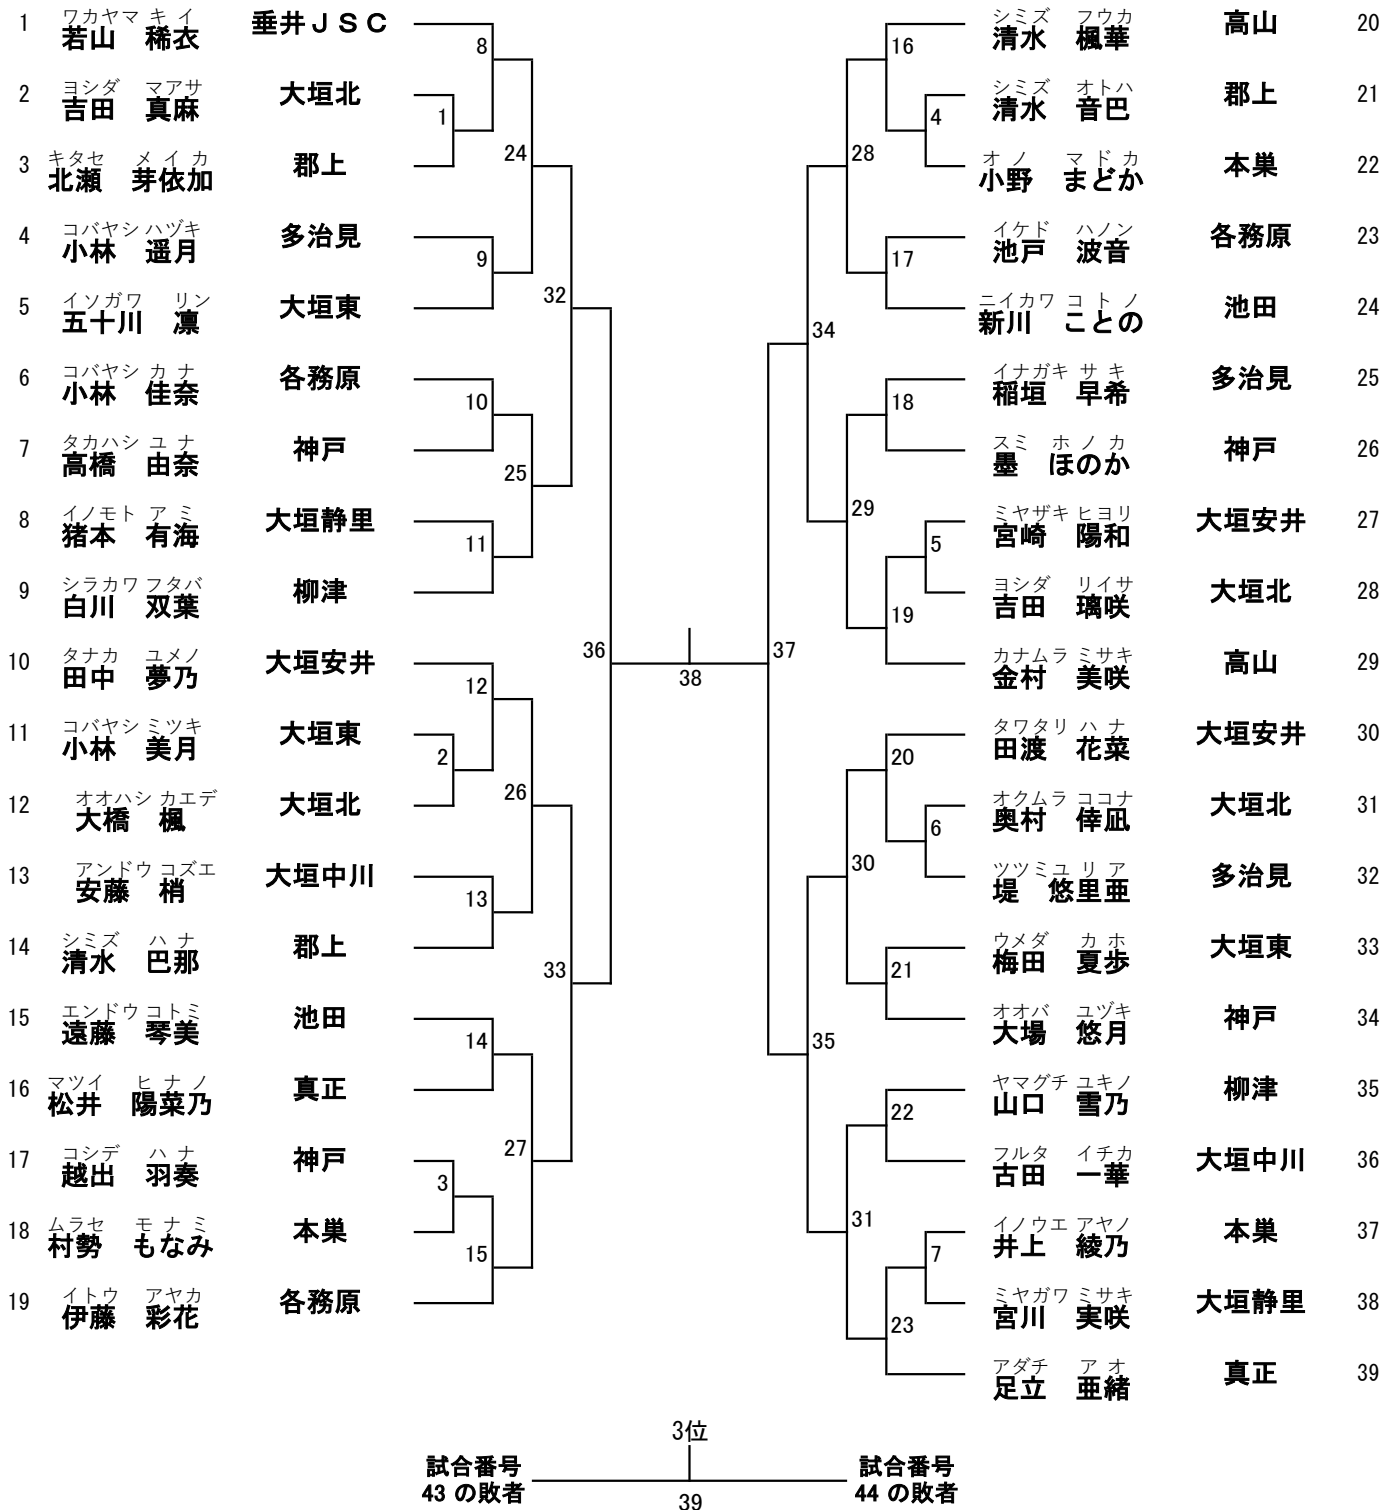 ワカヤマ キイ
1 若山 稀衣 垂井JSC
8
ヨシダ マアサ
2 吉田 真麻 大垣北
1
キタセ メイカ
3 北瀬 芽依加 郡上
24
コバヤシ ハヅキ
4 小林 遥月 多治見
9
イソガワ リン
5 五十川 凛 大垣東
32
コバヤシ カナ
6 小林 佳奈 各務原
10
タカハシ ユナ
7 高橋 由奈 神戸
25
イノモト アミ
8 猪本 有海 大垣静里
11
シラカワ フタバ
9 白川 双葉 柳津
36
タナカ ユメノ
10 田中 夢乃 大垣安井
12
コバヤシ ミツキ
11 小林 美月 大垣東
2
オオハシ カエデ
12 大橋 楓 大垣北
26
アンドウ コズエ
13 安藤 梢 大垣中川
13
シミズ ハナ
14 清水 巴那 郡上
33
エンドウ コトミ
15 遠藤 琴美 池田
14
マツイ ヒナノ
16 松井 陽菜乃 真正
27
コシデ ハナ
17 越出 羽奏 神戸
3
ムラセ モナミ
18 村勢 もなみ 本巣
15
イトウ アヤカ
19 伊藤 彩花 各務原
38
シミズ フウカ
清水 楓華 高山 20
16
シミズ オトハ
清水 音巴 郡上 21
4
オノ マドカ
小野 まどか 本巣 22
28
イケド ハノン
池戸 波音 各務原 23
17
ニイカワ コトノ
新川 ことの 池田 24
34
イナガキ サキ
稲垣 早希 多治見 25
18
スミ ホノカ
墨 ほのか 神戸 26
29
ミヤザキ ヒヨリ
宮崎 陽和 大垣安井 27
5
ヨシダ リイサ
吉田 璃咲 大垣北 28
19
カナムラ ミサキ
金村 美咲 高山 29
37
タワタリ ハナ
田渡 花菜 大垣安井 30
20
オクムラ ココナ
奥村 倖凪 大垣北 31
6
ツツミ ユリア
堤 悠里亜 多治見 32
30
ウメダ カホ
梅田 夏歩 大垣東 33
21
オオバ ユヅキ
大場 悠月 神戸 34
35
ヤマグチ ユキノ
山口 雪乃 柳津 35
22
フルタ イチカ
古田 一華 大垣中川 36
31
イノウエ アヤノ
井上 綾乃 本巣 37
7
ミヤガワ ミサキ
宮川 実咲 大垣静里 38
23
アダチ アオ
足立 亜緒 真正 39
3位
試合番号
43 の敗者
39
試合番号
44 の敗者